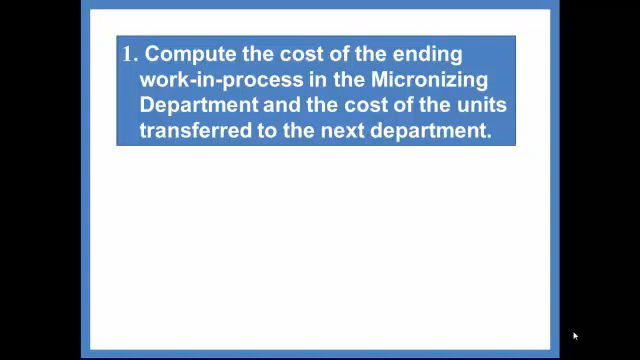 1. Compute the cost of the ending
work-in-process in the Micronizing
Department and the cost of the units
transferred to the next department.